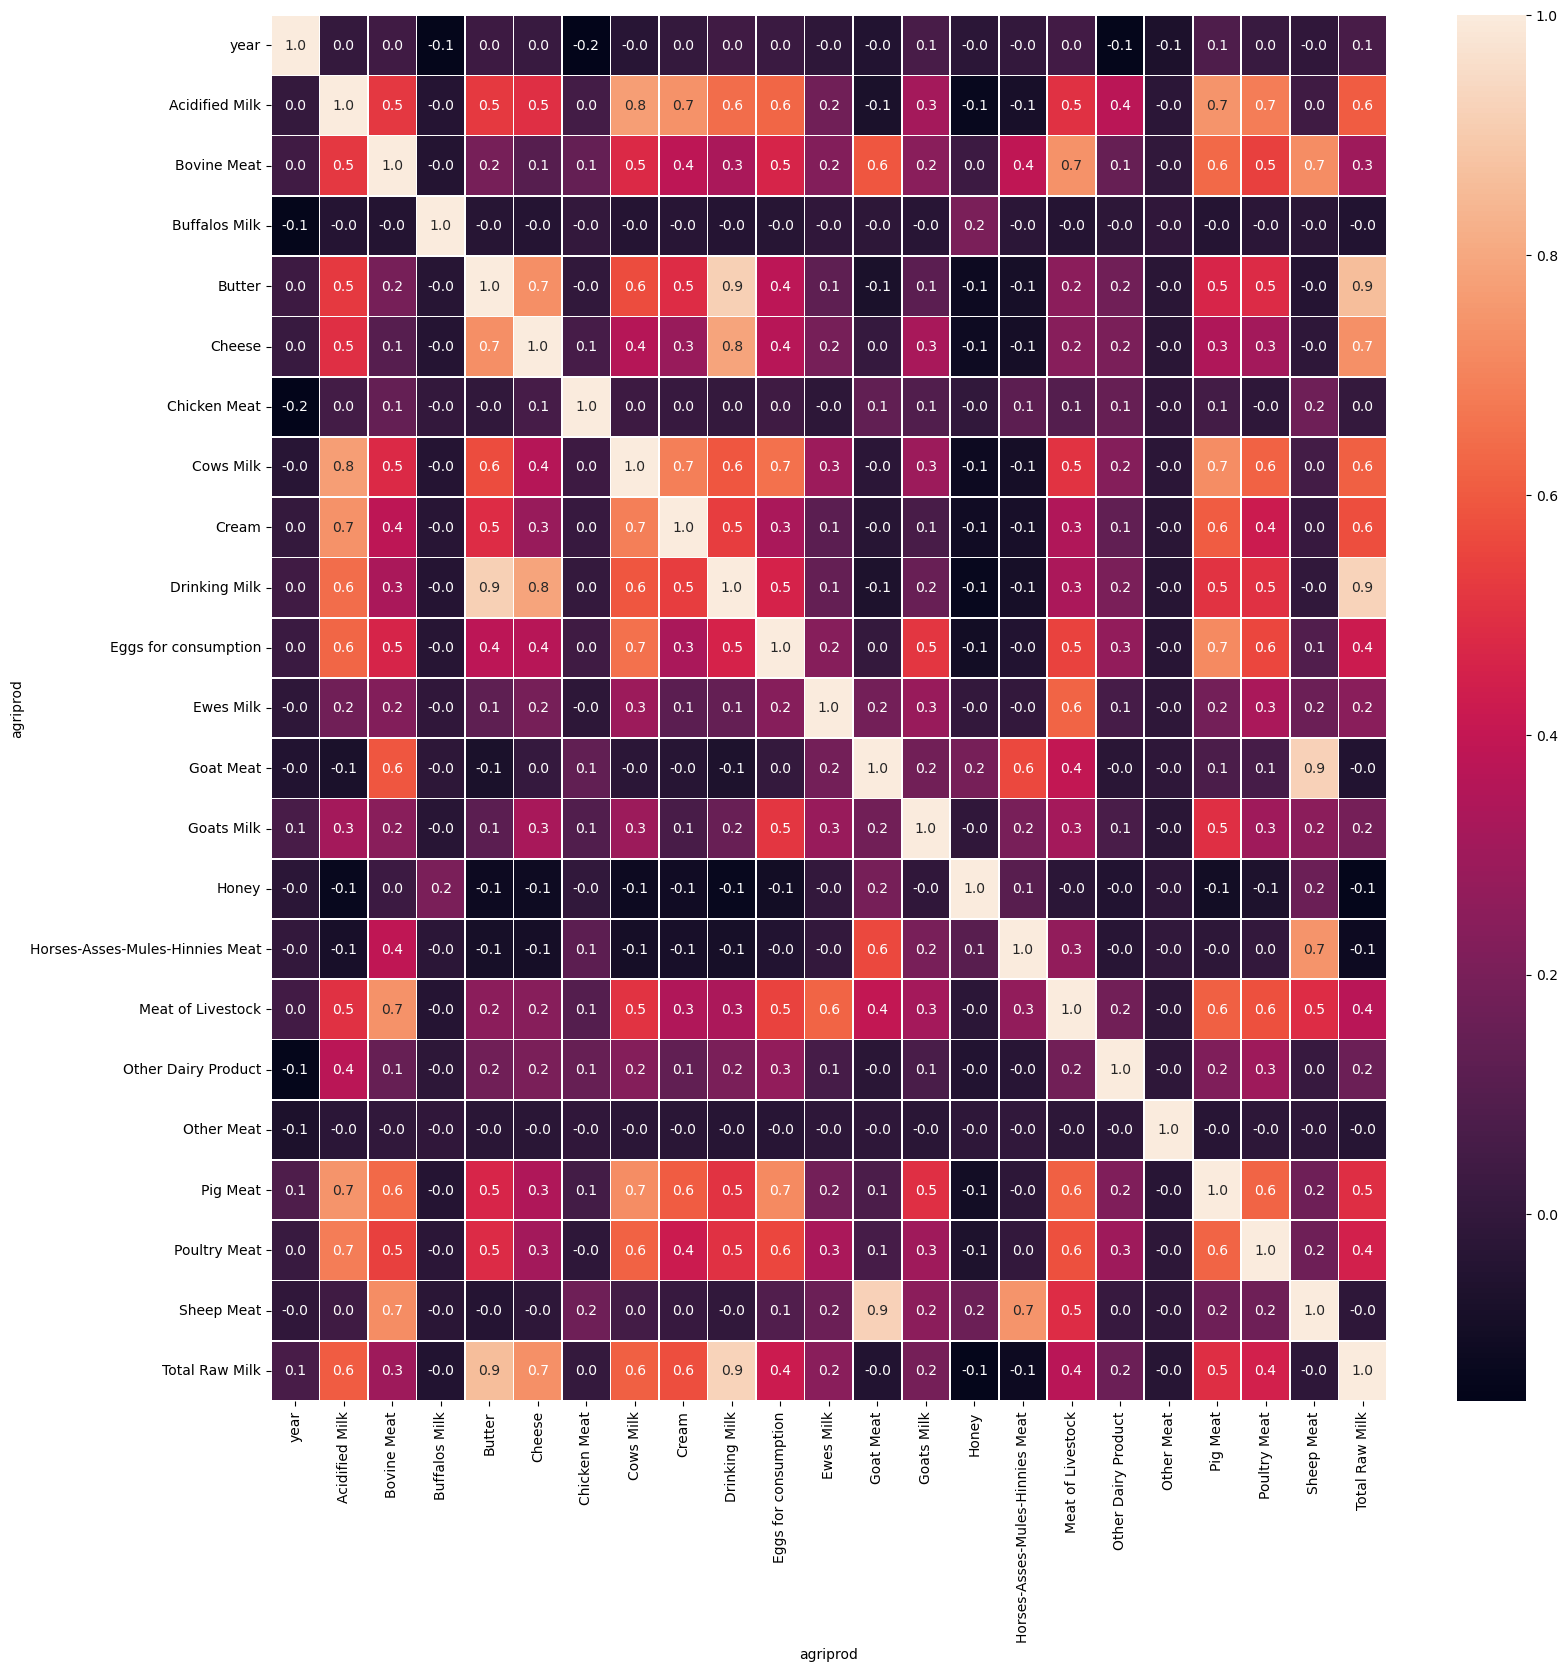 year 1.0 0.0 0.0 -0.1 0.0 0.0 -0.2 -0.0 0.0 0.0 0.0 -0.0 -0.0 0.1 -0.0 -0.0 0.0 -0.1 -0.1 0.1 0.0 -0.0 0.1
Acidified Milk 0.0 1.0 0.5 -0.0 0.5 0.5 0.0 0.8 0.7 0.6 0.6 0.2 -0.1 0.3 -0.1 -0.1 0.5 0.4 -0.0 0.7 0.7 0.0 0.6
Bovine Meat 0.0 0.5 1.0 -0.0 0.2 0.1 0.1 0.5 0.4 0.3 0.5 0.2 0.6 0.2 0.0 0.4 0.7 0.1 -0.0 0.6 0.5 0.7 0.3
Buffalos Milk -0.1 -0.0 -0.0 1.0 -0.0 -0.0 -0.0 -0.0 -0.0 -0.0 -0.0 -0.0 -0.0 -0.0 0.2 -0.0 -0.0 -0.0 -0.0 -0.0 -0.0 -0.0 -0.0
Butter 0.0 0.5 0.2 -0.0 1.0 0.7 -0.0 0.6 0.5 0.9 0.4 0.1 -0.1 0.1 -0.1 -0.1 0.2 0.2 -0.0 0.5 0.5 -0.0 0.9
Cheese 0.0 0.5 0.1 -0.0 0.7 1.0 0.1 0.4 0.3 0.8 0.4 0.2 0.0 0.3 -0.1 -0.1 0.2 0.2 -0.0 0.3 0.3 -0.0 0.7
Chicken Meat -0.2 0.0 0.1 -0.0 -0.0 0.1 1.0 0.0 0.0 0.0 0.0 -0.0 0.1 0.1 -0.0 0.1 0.1 0.1 -0.0 0.1 -0.0 0.2 0.0
Cows Milk -0.0 0.8 0.5 -0.0 0.6 0.4 0.0 1.0 0.7 0.6 0.7 0.3 -0.0 0.3 -0.1 -0.1 0.5 0.2 -0.0 0.7 0.6 0.0 0.6
Cream 0.0 0.7 0.4 -0.0 0.5 0.3 0.0 0.7 1.0 0.5 0.3 0.1 -0.0 0.1 -0.1 -0.1 0.3 0.1 -0.0 0.6 0.4 0.0 0.6
Drinking Milk 0.0 0.6 0.3 -0.0 0.9 0.8 0.0 0.6 0.5 1.0 0.5 0.1 -0.1 0.2 -0.1 -0.1 0.3 0.2 -0.0 0.5 0.5 -0.0 0.9
Eggs for consumption 0.0 0.6 0.5 -0.0 0.4 0.4 0.0 0.7 0.3 0.5 1.0 0.2 0.0 0.5 -0.1 -0.0 0.5 0.3 -0.0 0.7 0.6 0.1 0.4
Ewes Milk -0.0 0.2 0.2 -0.0 0.1 0.2 -0.0 0.3 0.1 0.1 0.2 1.0 0.2 0.3 -0.0 -0.0 0.6 0.1 -0.0 0.2 0.3 0.2 0.2
Goat Meat -0.0 -0.1 0.6 -0.0 -0.1 0.0 0.1 -0.0 -0.0 -0.1 0.0 0.2 1.0 0.2 0.2 0.6 0.4 -0.0 -0.0 0.1 0.1 0.9 -0.0
Goats Milk 0.1 0.3 0.2 -0.0 0.1 0.3 0.1 0.3 0.1 0.2 0.5 0.3 0.2 1.0 -0.0 0.2 0.3 0.1 -0.0 0.5 0.3 0.2 0.2
Honey -0.0 -0.1 0.0 0.2 -0.1 -0.1 -0.0 -0.1 -0.1 -0.1 -0.1 -0.0 0.2 -0.0 1.0 0.1 -0.0 -0.0 -0.0 -0.1 -0.1 0.2 -0.1
Horses-Asses-Mules-Hinnies Meat -0.0 -0.1 0.4 -0.0 -0.1 -0.1 0.1 -0.1 -0.1 -0.1 -0.0 -0.0 0.6 0.2 0.1 1.0 0.3 -0.0 -0.0 -0.0 0.0 0.7 -0.1
Meat of Livestock 0.0 0.5 0.7 -0.0 0.2 0.2 0.1 0.5 0.3 0.3 0.5 0.6 0.4 0.3 -0.0 0.3 1.0 0.2 -0.0 0.6 0.6 0.5 0.4
Other Dairy Product -0.1 0.4 0.1 -0.0 0.2 0.2 0.1 0.2 0.1 0.2 0.3 0.1 -0.0 0.1 -0.0 -0.0 0.2 1.0 -0.0 0.2 0.3 0.0 0.2
Other Meat -0.1 -0.0 -0.0 -0.0 -0.0 -0.0 -0.0 -0.0 -0.0 -0.0 -0.0 -0.0 -0.0 -0.0 -0.0 -0.0 -0.0 -0.0 1.0 -0.0 -0.0 -0.0 -0.0
Pig Meat 0.1 0.7 0.6 -0.0 0.5 0.3 0.1 0.7 0.6 0.5 0.7 0.2 0.1 0.5 -0.1 -0.0 0.6 0.2 -0.0 1.0 0.6 0.2 0.5
Poultry Meat 0.0 0.7 0.5 -0.0 0.5 0.3 -0.0 0.6 0.4 0.5 0.6 0.3 0.1 0.3 -0.1 0.0 0.6 0.3 -0.0 0.6 1.0 0.2 0.4
Sheep Meat -0.0 0.0 0.7 -0.0 -0.0 -0.0 0.2 0.0 0.0 -0.0 0.1 0.2 0.9 0.2 0.2 0.7 0.5 0.0 -0.0 0.2 0.2 1.0 -0.0
Total Raw Milk 0.1 0.6 0.3 -0.0 0.9 0.7 0.0 0.6 0.6 0.9 0.4 0.2 -0.0 0.2 -0.1 -0.1 0.4 0.2 -0.0 0.5 0.4 -0.0 1.0
agriprod
year
Acidified Milk
Bovine Meat
Buffalos Milk
Butter
Cheese
Chicken Meat
Cows Milk
Cream
Drinking Milk
Eggs for consumption
Ewes Milk
Goat Meat
Goats Milk
Honey
Horses-Asses-Mules-Hinnies Meat
Meat of Livestock
Other Dairy Product
Other Meat
Pig Meat
Poultry Meat
Sheep Meat
Total Raw Milk
agriprod
1.0
0.8
0.6
0.4
0.2
0.0